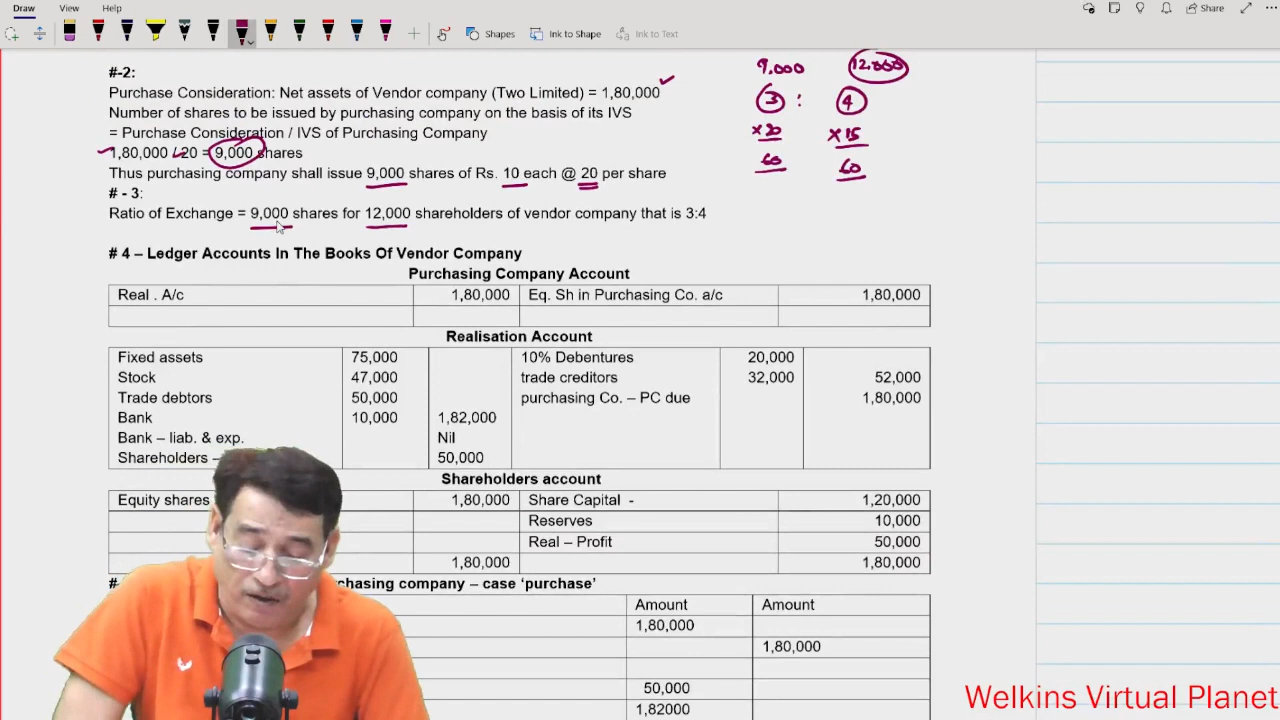 Draw View Help
Share
Shapes Ink to Shape Ink to Text
#-2:
Purchase Consideration: Net assets of Vendor company (Two Limited) = 1,80,000
Number of shares to be issued by purchasing company on the basis of its IVS
= Purchase Consideration / IVS of Purchasing Company
1,80,000 / 20 = 9,000 shares
Thus purchasing company shall issue 9,000 shares of Rs. 10 each @ 20 per share
# - 3:
Ratio of Exchange = 9,000 shares for 12,000 shareholders of vendor company that is 3:4
9,000 12,000
3 : 4
×20 ×15
60 60
# 4 – Ledger Accounts In The Books Of Vendor Company
Purchasing Company Account
Real . A/c 1,80,000 Eq. Sh in Purchasing Co. a/c 1,80,000
Realisation Account
Fixed assets 75,000 10% Debentures 20,000
Stock 47,000 trade creditors 32,000 52,000
Trade debtors 50,000 purchasing Co. – PC due 1,80,000
Bank 10,000 1,82,000
Bank – liab. & exp. Nil
Shareholders – 50,000
Shareholders account
Equity shares 1,80,000 Share Capital - 1,20,000
Reserves 10,000
Real – Profit 50,000
1,80,000 1,80,000
purchasing company – case ‘purchase’
Amount Amount
1,80,000
1,80,000
50,000
1,82000
Welkins Virtual Planet